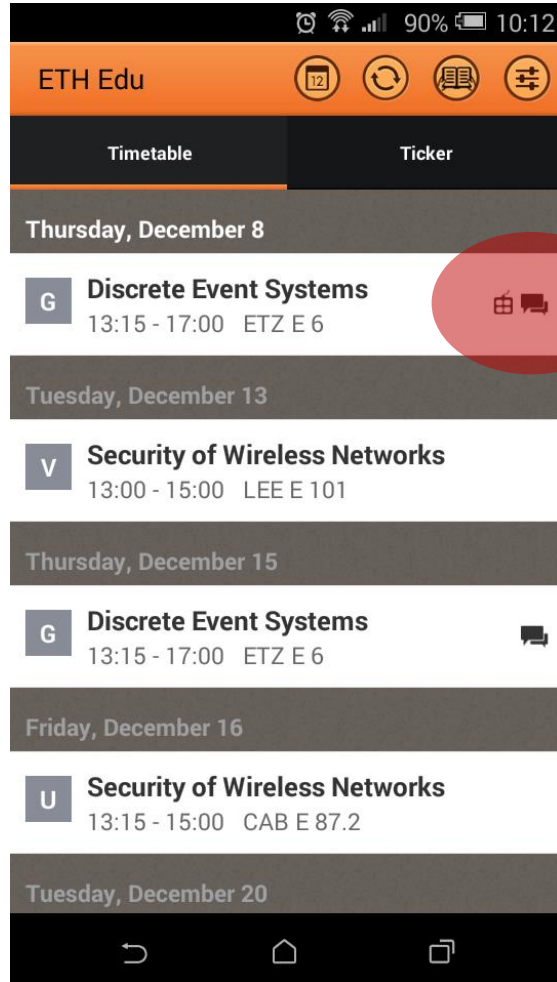 90% 10:12
ETH Edu 12
Timetable Ticker
Thursday, December 8
G Discrete Event Systems
13:15 - 17:00 ETZ E 6
Tuesday, December 13
V Security of Wireless Networks
13:00 - 15:00 LEE E 101
Thursday, December 15
G Discrete Event Systems
13:15 - 17:00 ETZ E 6
Friday, December 16
U Security of Wireless Networks
13:15 - 15:00 CAB E 87.2
Tuesday, December 20